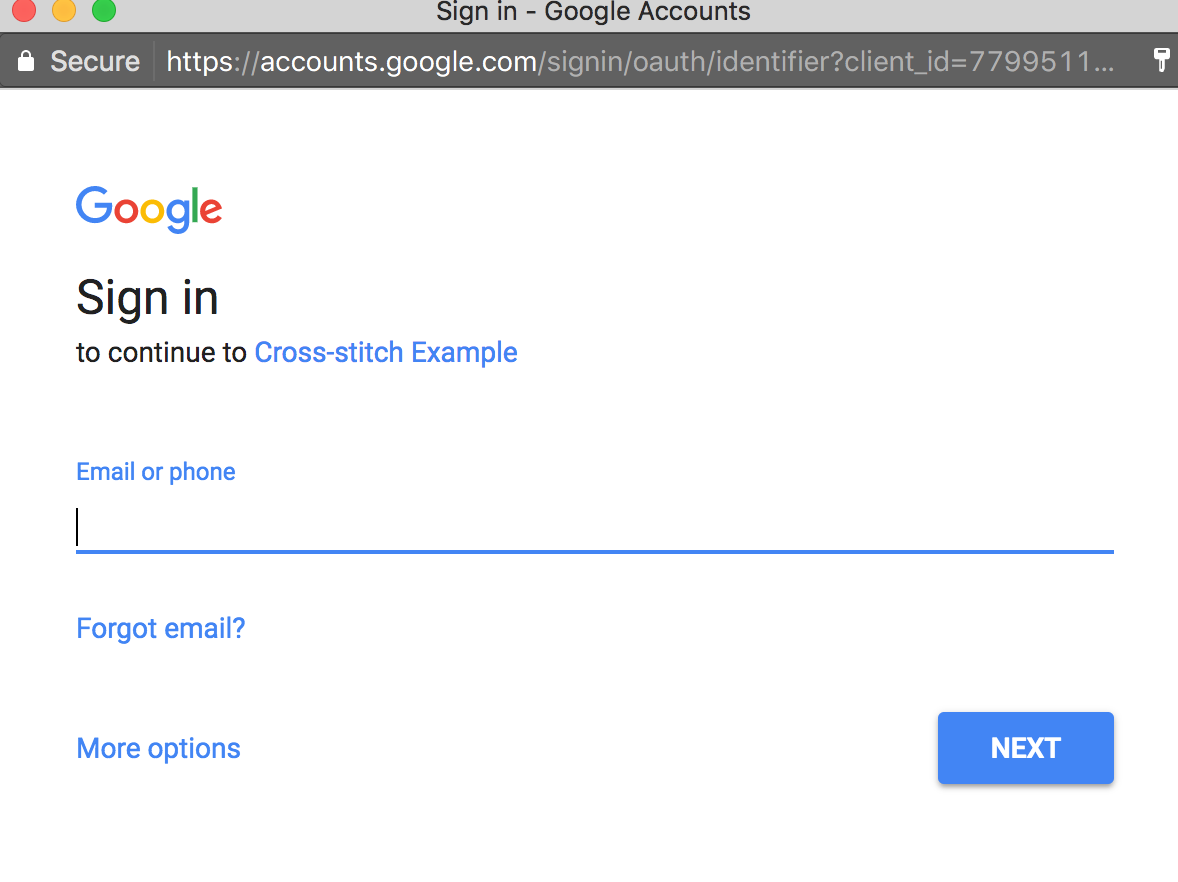 Sign in - Google Accounts
Secure https://accounts.google.com/signin/oauth/identifier?client_id=7799511...
Google
Sign in
to continue to Cross-stitch Example
Email or phone
Forgot email?
More options
NEXT